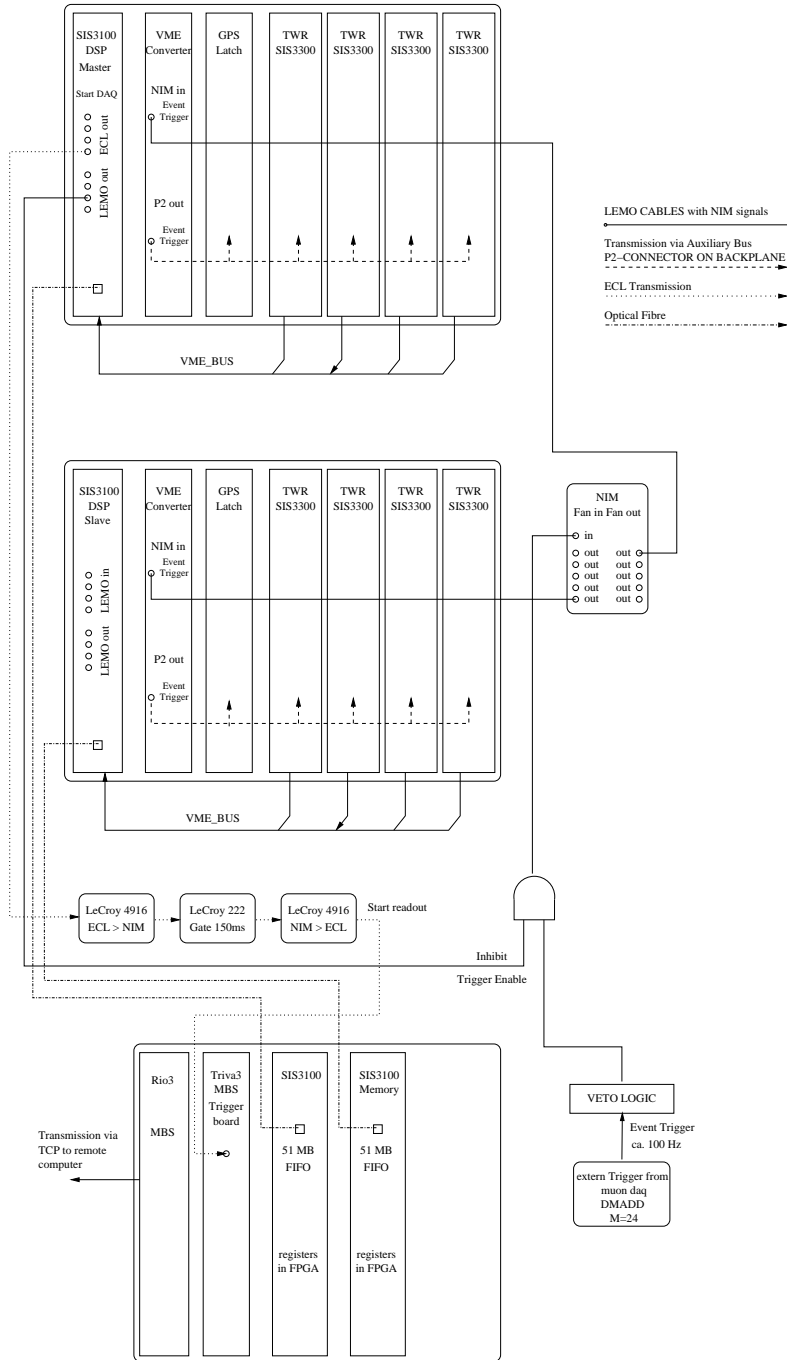 SIS3100
DSP
Master
Start DAQ
ECL out
LEMO out
VME
Converter
NIM in
Event
Trigger
P2 out
Event
Trigger
GPS
Latch
TWR
SIS3300
TWR
SIS3300
TWR
SIS3300
TWR
SIS3300
VME_BUS
LEMO CABLES with NIM signals
Transmission via Auxiliary Bus
P2–CONNECTOR ON BACKPLANE
ECL Transmission
Optical Fibre
SIS3100
DSP
Slave
LEMO in
LEMO out
VME
Converter
NIM in
Event
Trigger
P2 out
Event
Trigger
GPS
Latch
TWR
SIS3300
TWR
SIS3300
TWR
SIS3300
TWR
SIS3300
VME_BUS
NIM
Fan in Fan out
in
out out
out out
out out
out out
out out
LeCroy 4916
ECL > NIM
LeCroy 222
Gate 150ms
LeCroy 4916
NIM > ECL
Start readout
Inhibit
Trigger Enable
Rio3
MBS
Triva3
MBS
Trigger
board
SIS3100
51 MB
FIFO
registers
in FPGA
SIS3100
Memory
51 MB
FIFO
registers
in FPGA
Transmission via
TCP to remote
computer
VETO LOGIC
Event Trigger
ca. 100 Hz
extern Trigger from
muon daq
DMADD
M=24